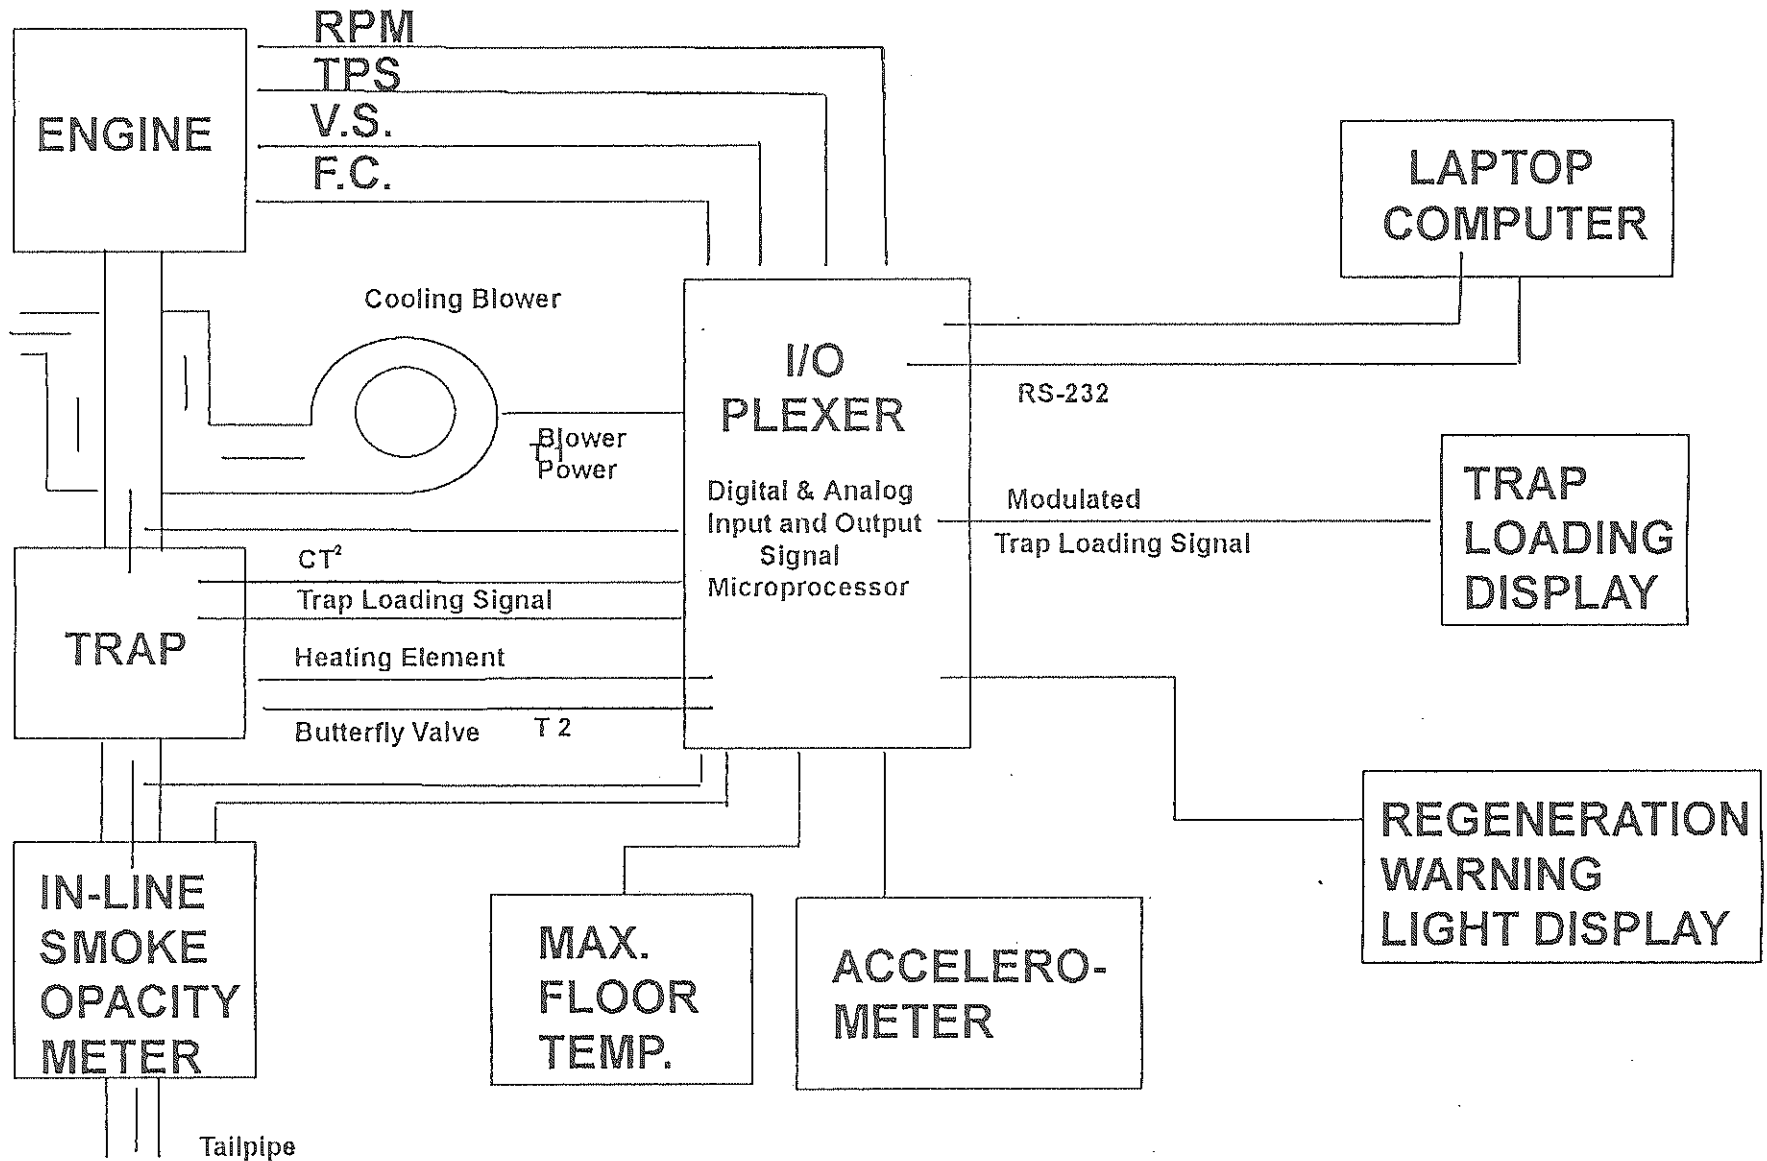 RPM
TPS
V.S.
F.C.
ENGINE
LAPTOP
COMPUTER
Cooling Blower
I/O
PLEXER
RS-232
Blower
T 1
Power
Digital & Analog
Input and Output
Signal
Microprocessor
Modulated
Trap Loading Signal
TRAP
LOADING
DISPLAY
CT²
Trap Loading Signal
TRAP
Heating Element
Butterfly Valve
T 2
REGENERATION
WARNING
LIGHT DISPLAY
IN-LINE
SMOKE
OPACITY
METER
MAX.
FLOOR
TEMP.
ACCELERO-
METER
Tailpipe